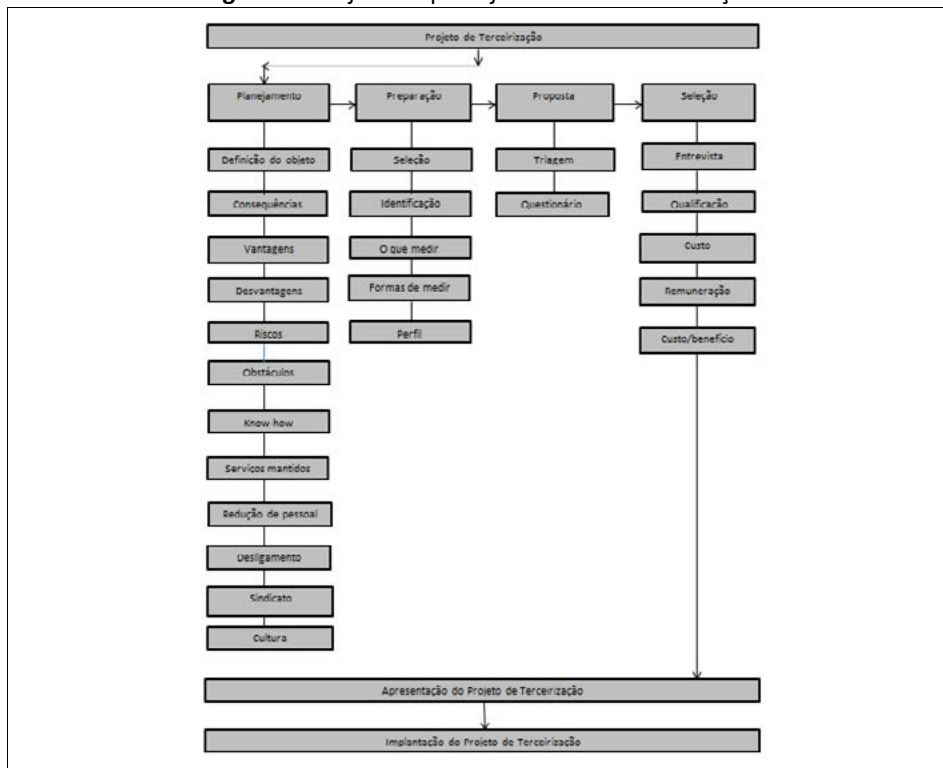 Projeto de Terceirização
Planejamento
Preparação
Proposta
Seleção
Definição do objeto
Consequências
Vantagens
Desvantagens
Riscos
Obstáculos
Know how
Serviços mantidos
Redução de pessoal
Desligamento
Sindicato
Cultura
Seleção
Identificação
O que medir
Formas de medir
Perfil
Triagem
Questionário
Entrevista
Qualificação
Custo
Remuneração
Custo/benefício
Apresentação do Projeto de Terceirização
Implantação do Projeto de Terceirização